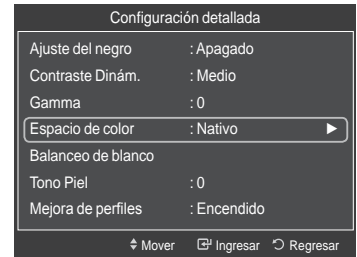 Configuración detallada
Ajuste del negro : Apagado
Contraste Dinám. : Medio
Gamma : 0
Espacio de color : Nativo ►
Balanceo de blanco
Tono Piel : 0
Mejora de perfiles : Encendido
Mover Ingresar Regresar